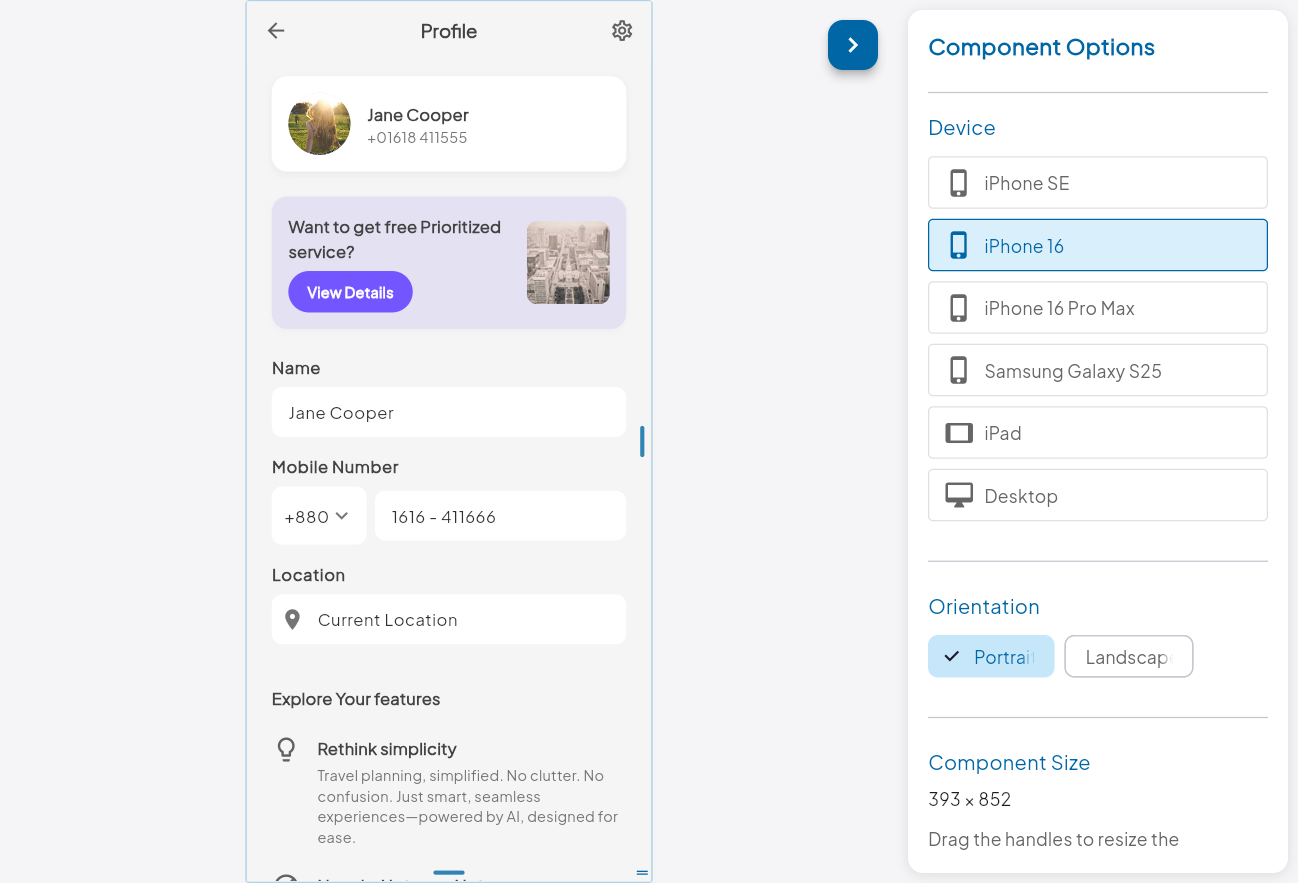 Profile
Jane Cooper
+01618 411555
Want to get free Prioritized
service?
View Details
Name
Jane Cooper
Mobile Number
+880
1616 - 411666
Location
Current Location
Explore Your features
Rethink simplicity
Travel planning, simplified. No clutter. No
confusion. Just smart, seamless
experiences—powered by AI, designed for
ease.
Component Options
Device
iPhone SE
iPhone 16
iPhone 16 Pro Max
Samsung Galaxy S25
iPad
Desktop
Orientation
Portrait
Landscap
Component Size
393 × 852
Drag the handles to resize the